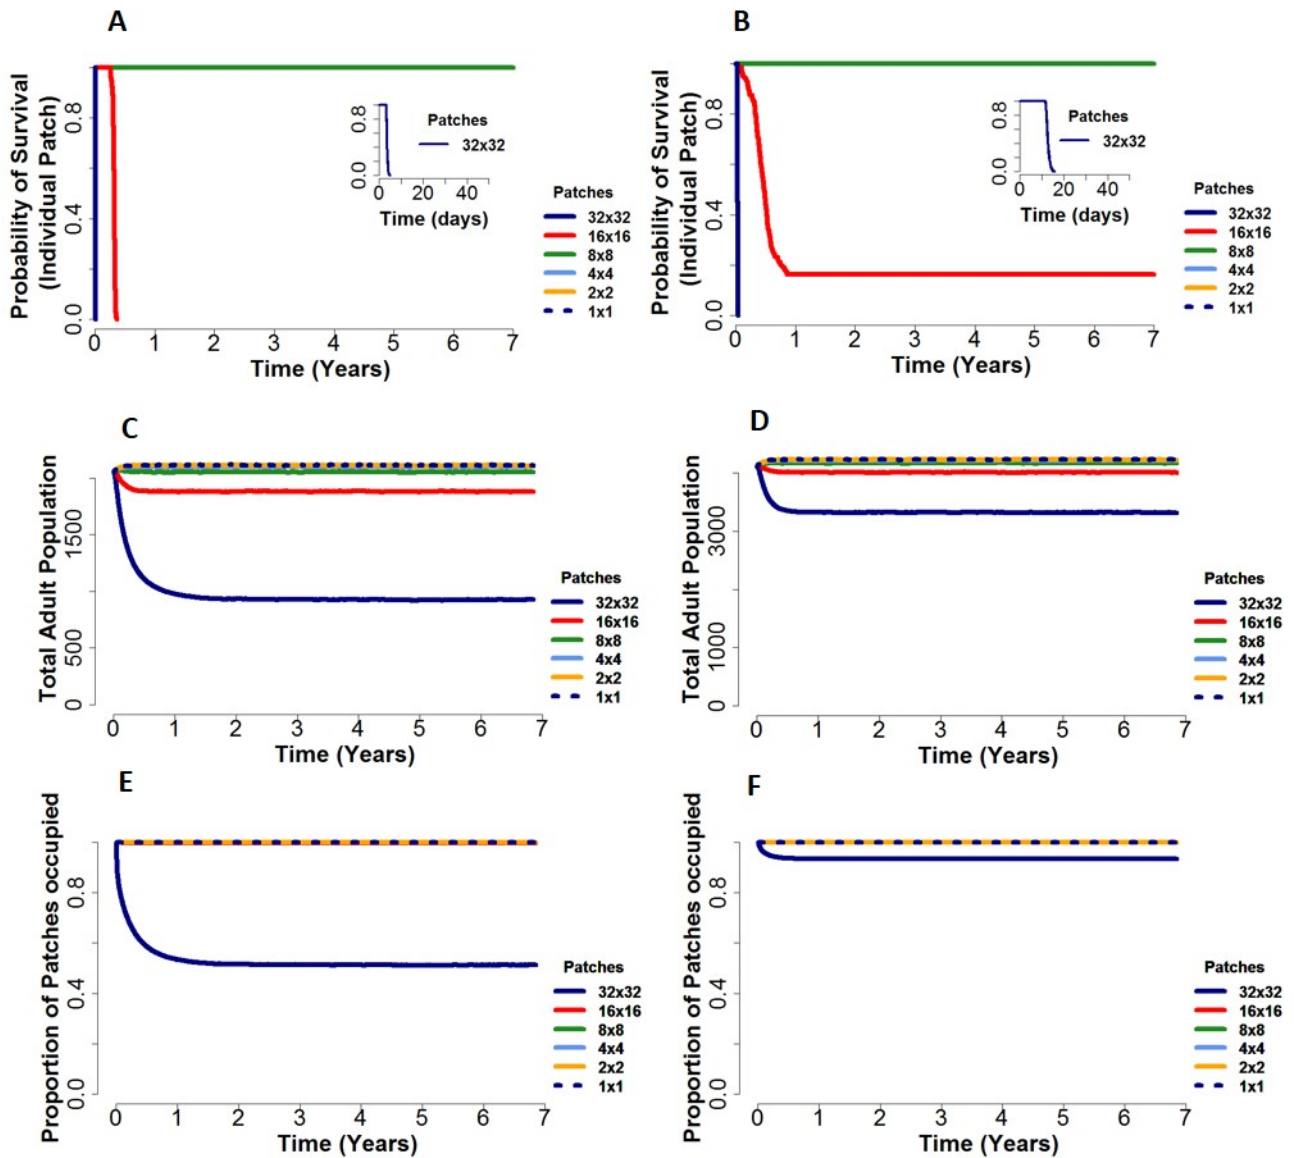 A
Probability of Survival
(Individual Patch)
0.8
0.4
0.0
0 1 2 3 4 5 6 7
Time (Years)
0.8
0.0
0 20 40
Time (days)
Patches
32x32
Patches
32x32
16x16
8x8
4x4
2x2
1x1
B
Probability of Survival
(Individual Patch)
0.8
0.4
0.0
0 1 2 3 4 5 6 7
Time (Years)
0.8
0.0
0 20 40
Time (days)
Patches
32x32
Patches
32x32
16x16
8x8
4x4
2x2
1x1
C
Total Adult Population
1500
500
0
0 1 2 3 4 5 6 7
Time (Years)
Patches
32x32
16x16
8x8
4x4
2x2
1x1
D
Total Adult Population
3000
1000
0
0 1 2 3 4 5 6 7
Time (Years)
Patches
32x32
16x16
8x8
4x4
2x2
1x1
E
Proportion of Patches occupied
0.8
0.4
0.0
0 1 2 3 4 5 6 7
Time (Years)
Patches
32x32
16x16
8x8
4x4
2x2
1x1
F
Proportion of Patches occupied
0.8
0.4
0.0
0 1 2 3 4 5 6 7
Time (Years)
Patches
32x32
16x16
8x8
4x4
2x2
1x1